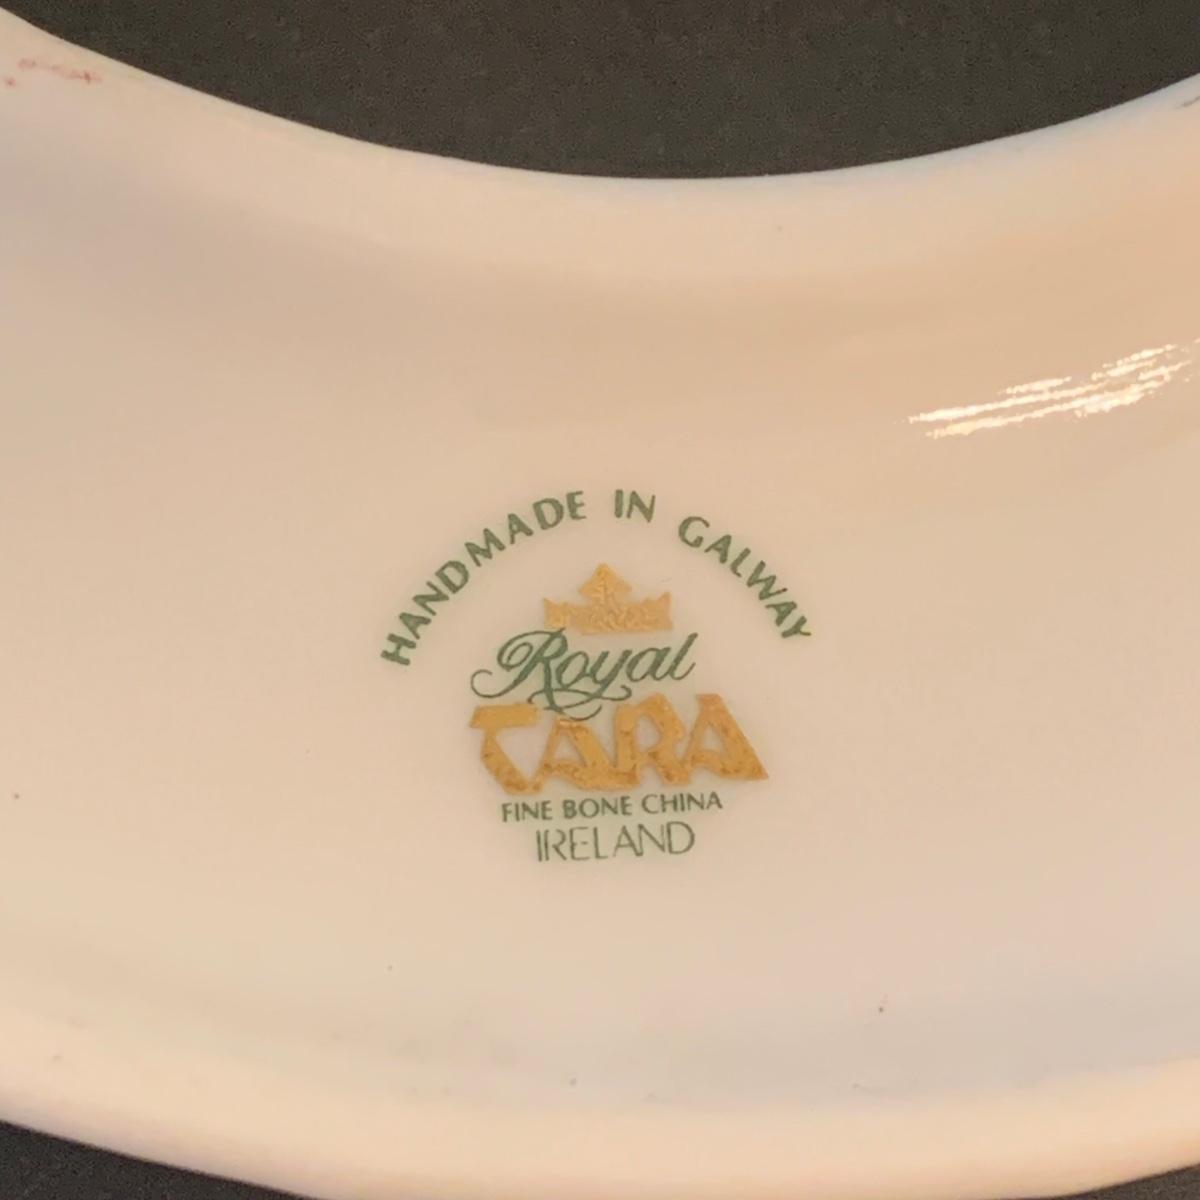 HANDMADE IN GALWAY
Royal
TARA
FINE BONE CHINA
IRELAND